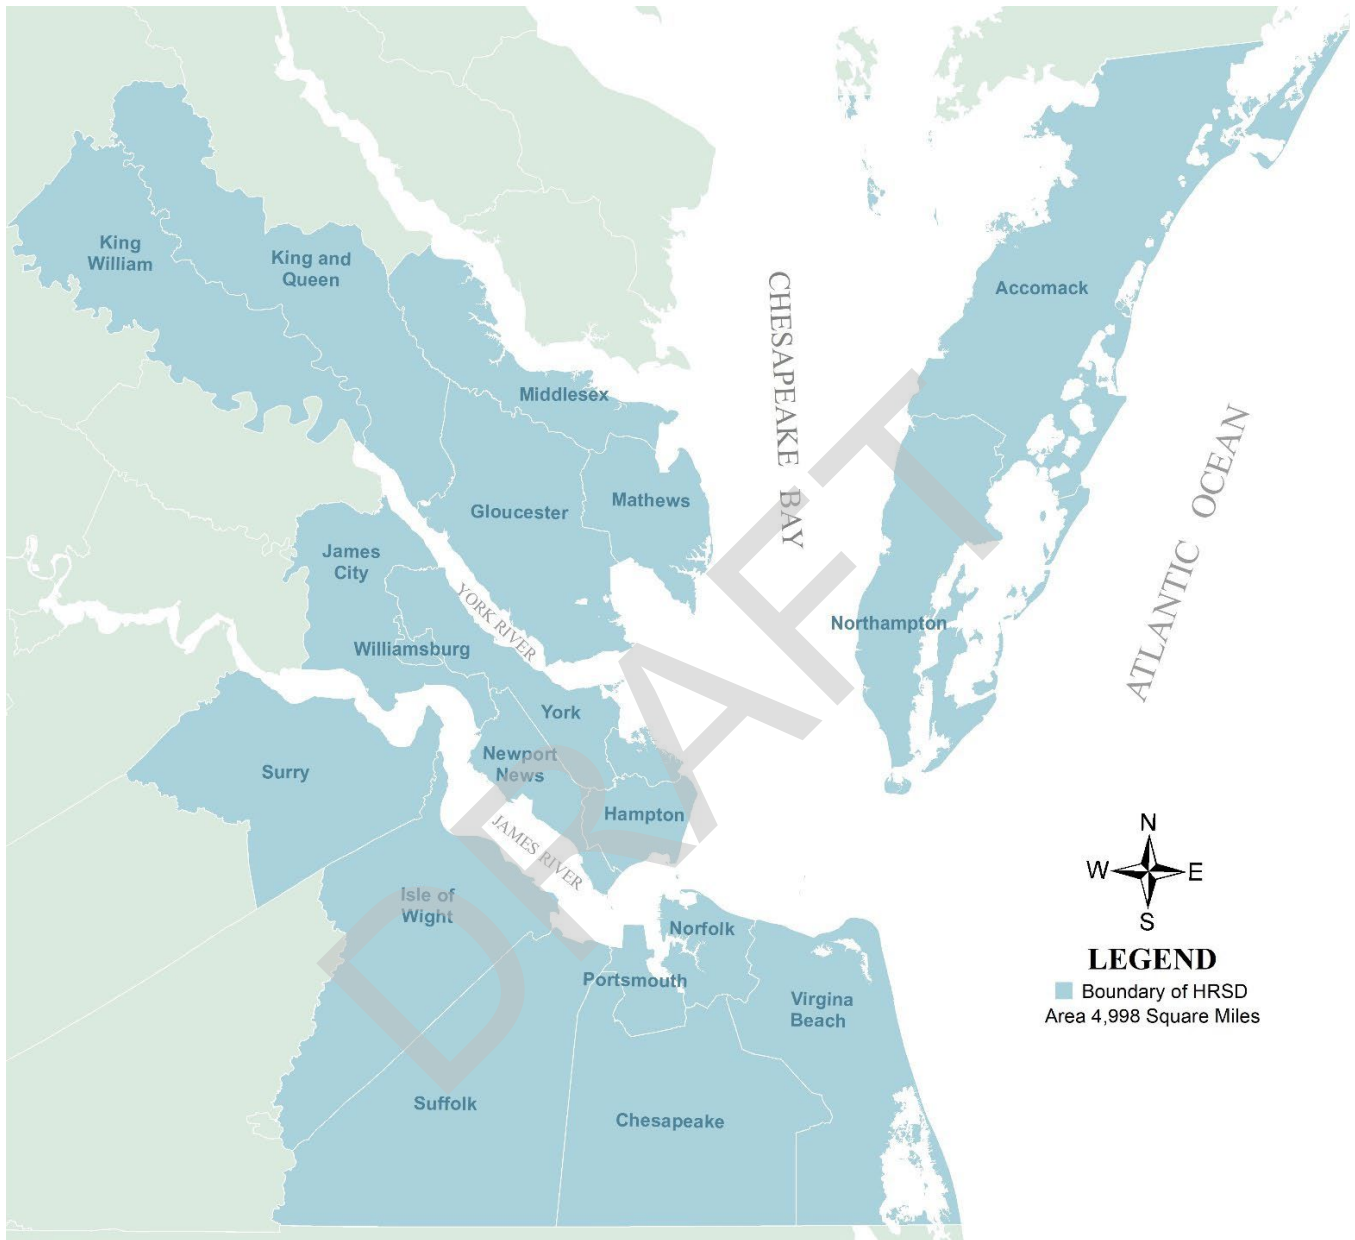 King
William
King and
Queen
Accomack
CHESAPEAKE BAY
Middlesex
Mathews
Gloucester
ATLANTIC OCEAN
James
City
YORK RIVER
Northampton
Williamsburg
York
Newport
News
Surry
Hampton
JAMES RIVER
Isle of
Wight
Norfolk
Portsmouth
Virgina
Beach
Suffolk
Chesapeake
DRAFT
N
W E
S
LEGEND
Boundary of HRSD
Area 4,998 Square Miles